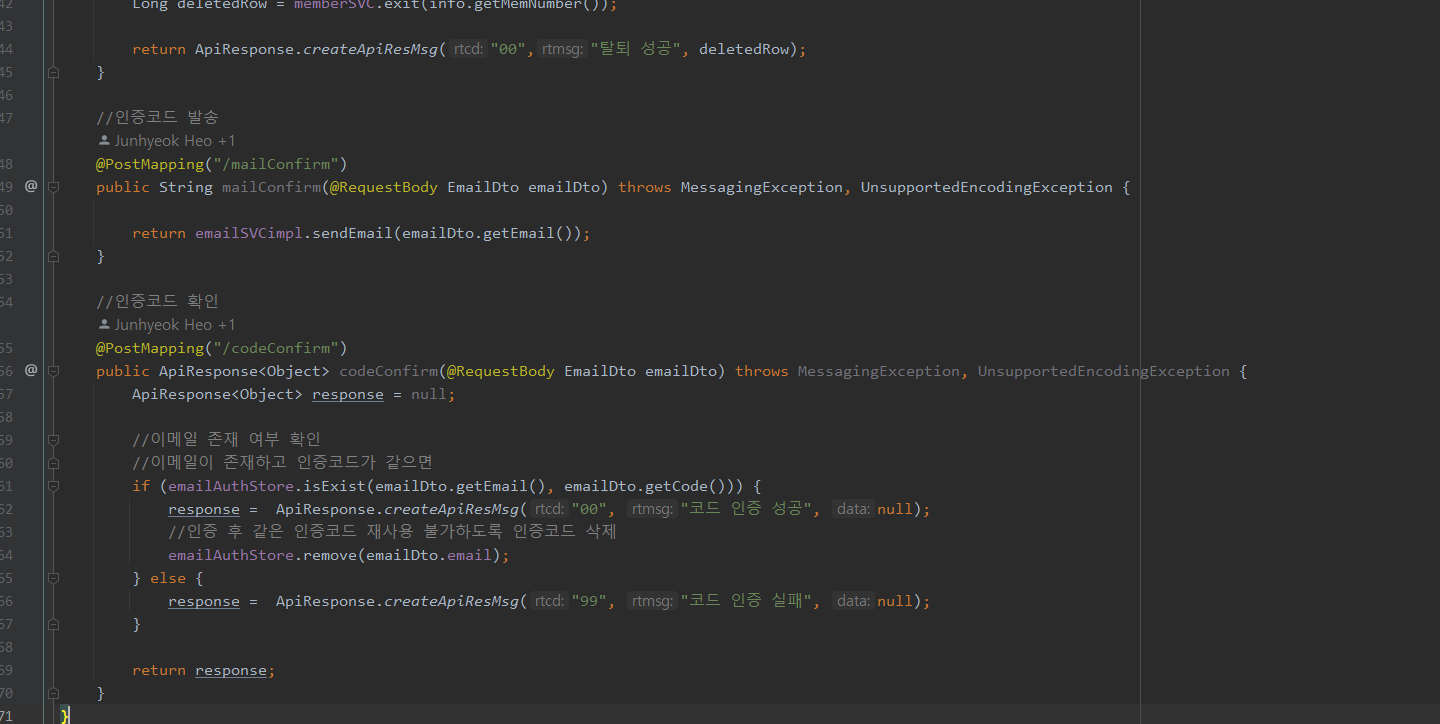 42 Long deletedRow = memberSVC.exit(info.getMemNumber());
43
44 return ApiResponse.createApiResMsg( rtcd: "00", rtmsg: "탈퇴 성공", deletedRow);
45 }
46
47 //인증코드 발송
Junhyeok Heo +1
48 @PostMapping("/mailConfirm")
49 @ public String mailConfirm(@RequestBody EmailDto emailDto) throws MessagingException, UnsupportedEncodingException {
50
51 return emailSVCimpl.sendEmail(emailDto.getEmail());
52 }
53
54 //인증코드 확인
Junhyeok Heo +1
55 @PostMapping("/codeConfirm")
56 @ public ApiResponse<Object> codeConfirm(@RequestBody EmailDto emailDto) throws MessagingException, UnsupportedEncodingException {
57 ApiResponse<Object> response = null;
58
59 //이메일 존재 여부 확인
60 //이메일이 존재하고 인증코드가 같으면
61 if (emailAuthStore.isExist(emailDto.getEmail(), emailDto.getCode())) {
62 response = ApiResponse.createApiResMsg( rtcd: "00", rtmsg: "코드 인증 성공", data: null);
63 //인증 후 같은 인증코드 재사용 불가하도록 인증코드 삭제
64 emailAuthStore.remove(emailDto.email);
65 } else {
66 response = ApiResponse.createApiResMsg( rtcd: "99", rtmsg: "코드 인증 실패", data: null);
67 }
68
69 return response;
70 }
71 }